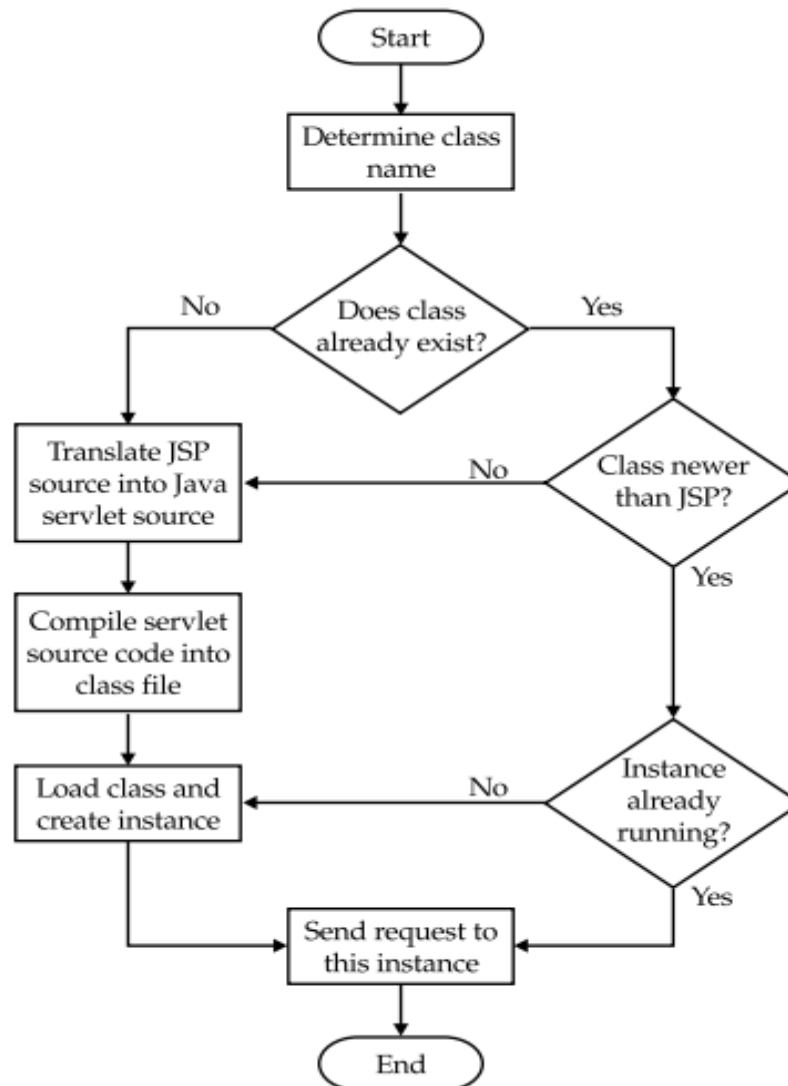 Start
Determine class
name
No
Does class
already exist?
Yes
Translate JSP
source into Java
servlet source
No
Class newer
than JSP?
Yes
Compile servlet
source code into
class file
Load class and
create instance
No
Instance
already
running?
Yes
Send request to
this instance
End